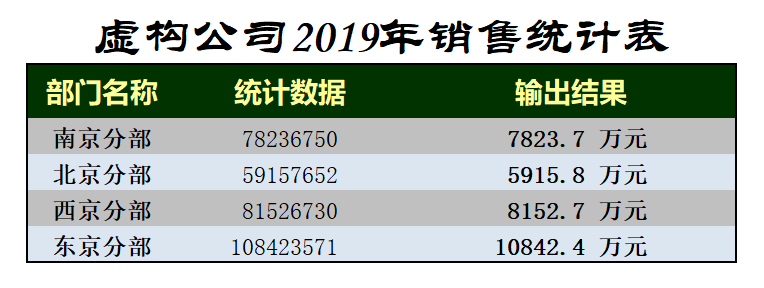 虚构公司2019年销售统计表
部门名称 统计数据 输出结果
南京分部 78236750 7823.7 万元
北京分部 59157652 5915.8 万元
西京分部 81526730 8152.7 万元
东京分部 108423571 10842.4 万元